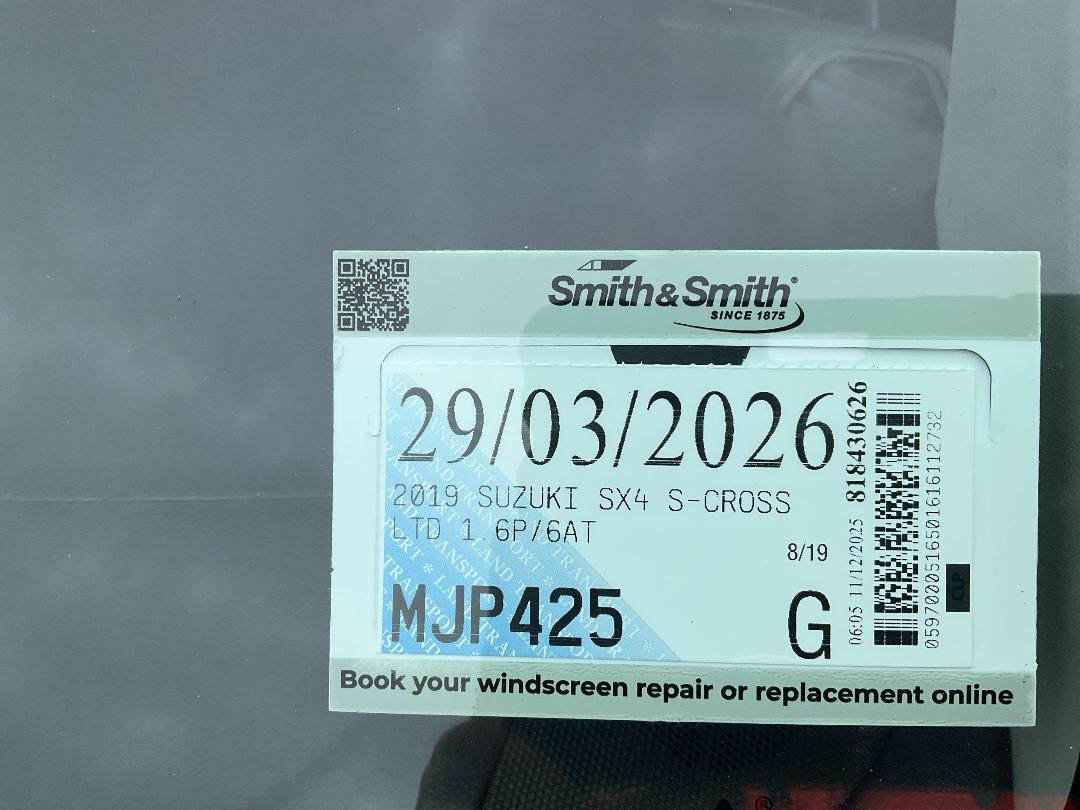 Smith&Smith®
SINCE 1875
29/03/2026
2019 SUZUKI SX4 S-CROSS
LTD 1.6P/6AT
8/19
MJP425
G
818430626
06:05 11/12/2025
0597000516501616112732
CLP
Book your windscreen repair or replacement online